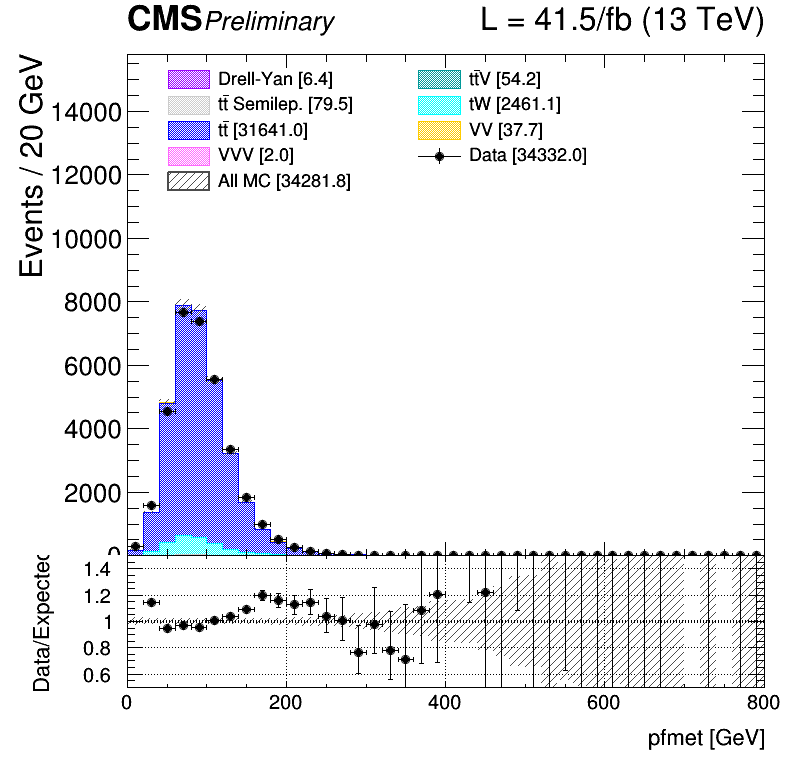 CMS Preliminary L = 41.5/fb (13 TeV)
Events / 20 GeV
Drell-Yan [6.4]
tt̄ Semilep. [79.5]
tt̄ [31641.0]
VVV [2.0]
All MC [34281.8]
tt̄V [54.2]
tW [2461.1]
VV [37.7]
Data [34332.0]
14000
12000
10000
8000
6000
4000
2000
0
Data/Expected
1.4
1.2
1
0.8
0.6
0 200 400 600 800
pfmet [GeV]